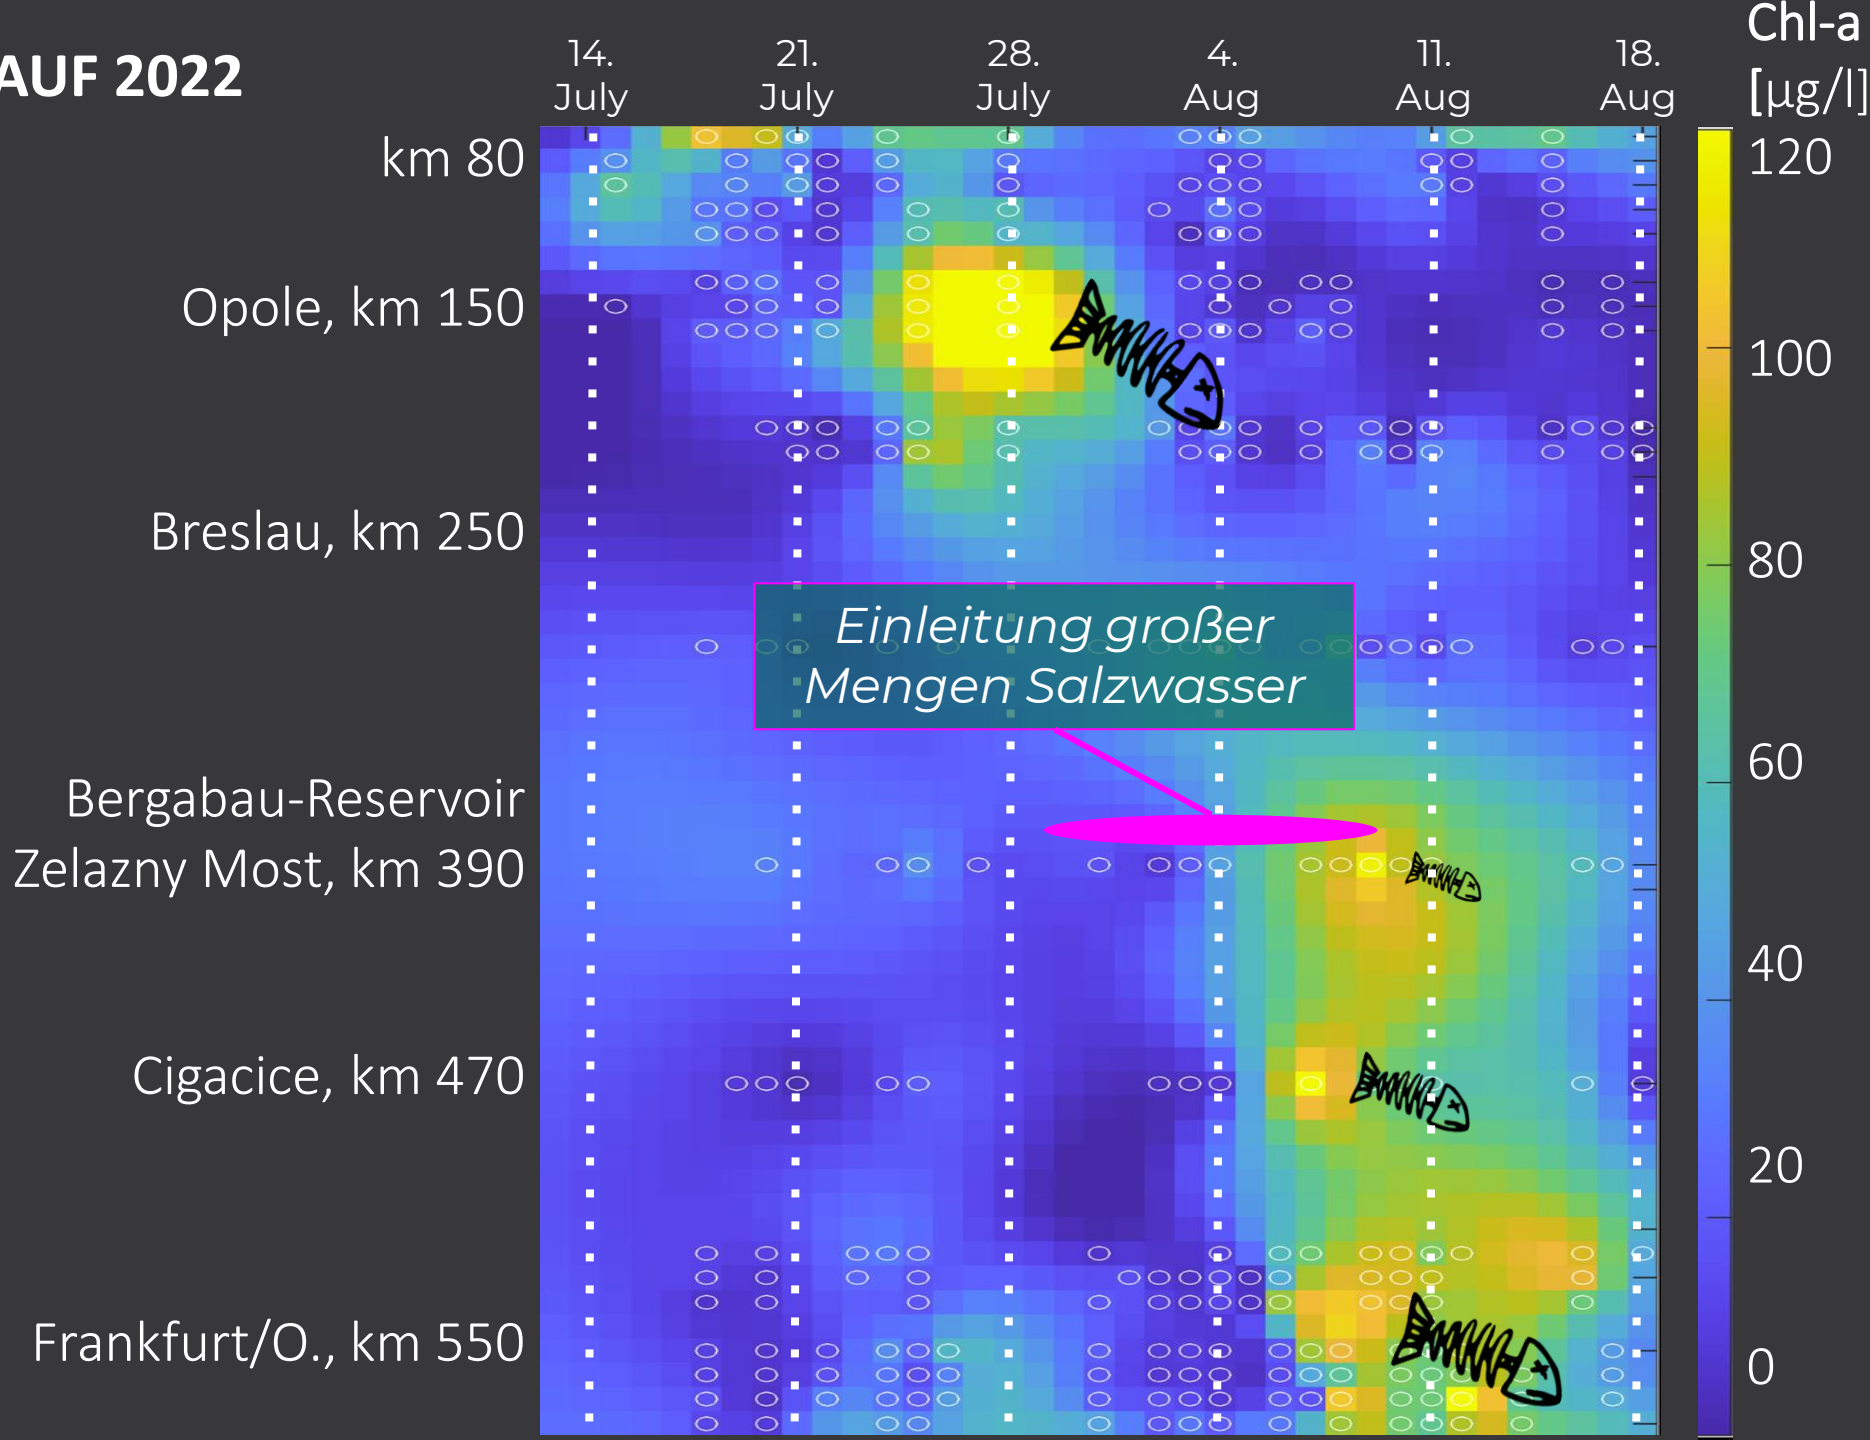 AUF 2022
14. July
21. July
28. July
4. Aug
11. Aug
18. Aug
Chl-a
[µg/l]
km 80
Opole, km 150
Breslau, km 250
Bergabau-Reservoir
Zelazny Most, km 390
Cigacice, km 470
Frankfurt/O., km 550
Einleitung großer
Mengen Salzwasser
120
100
80
60
40
20
0